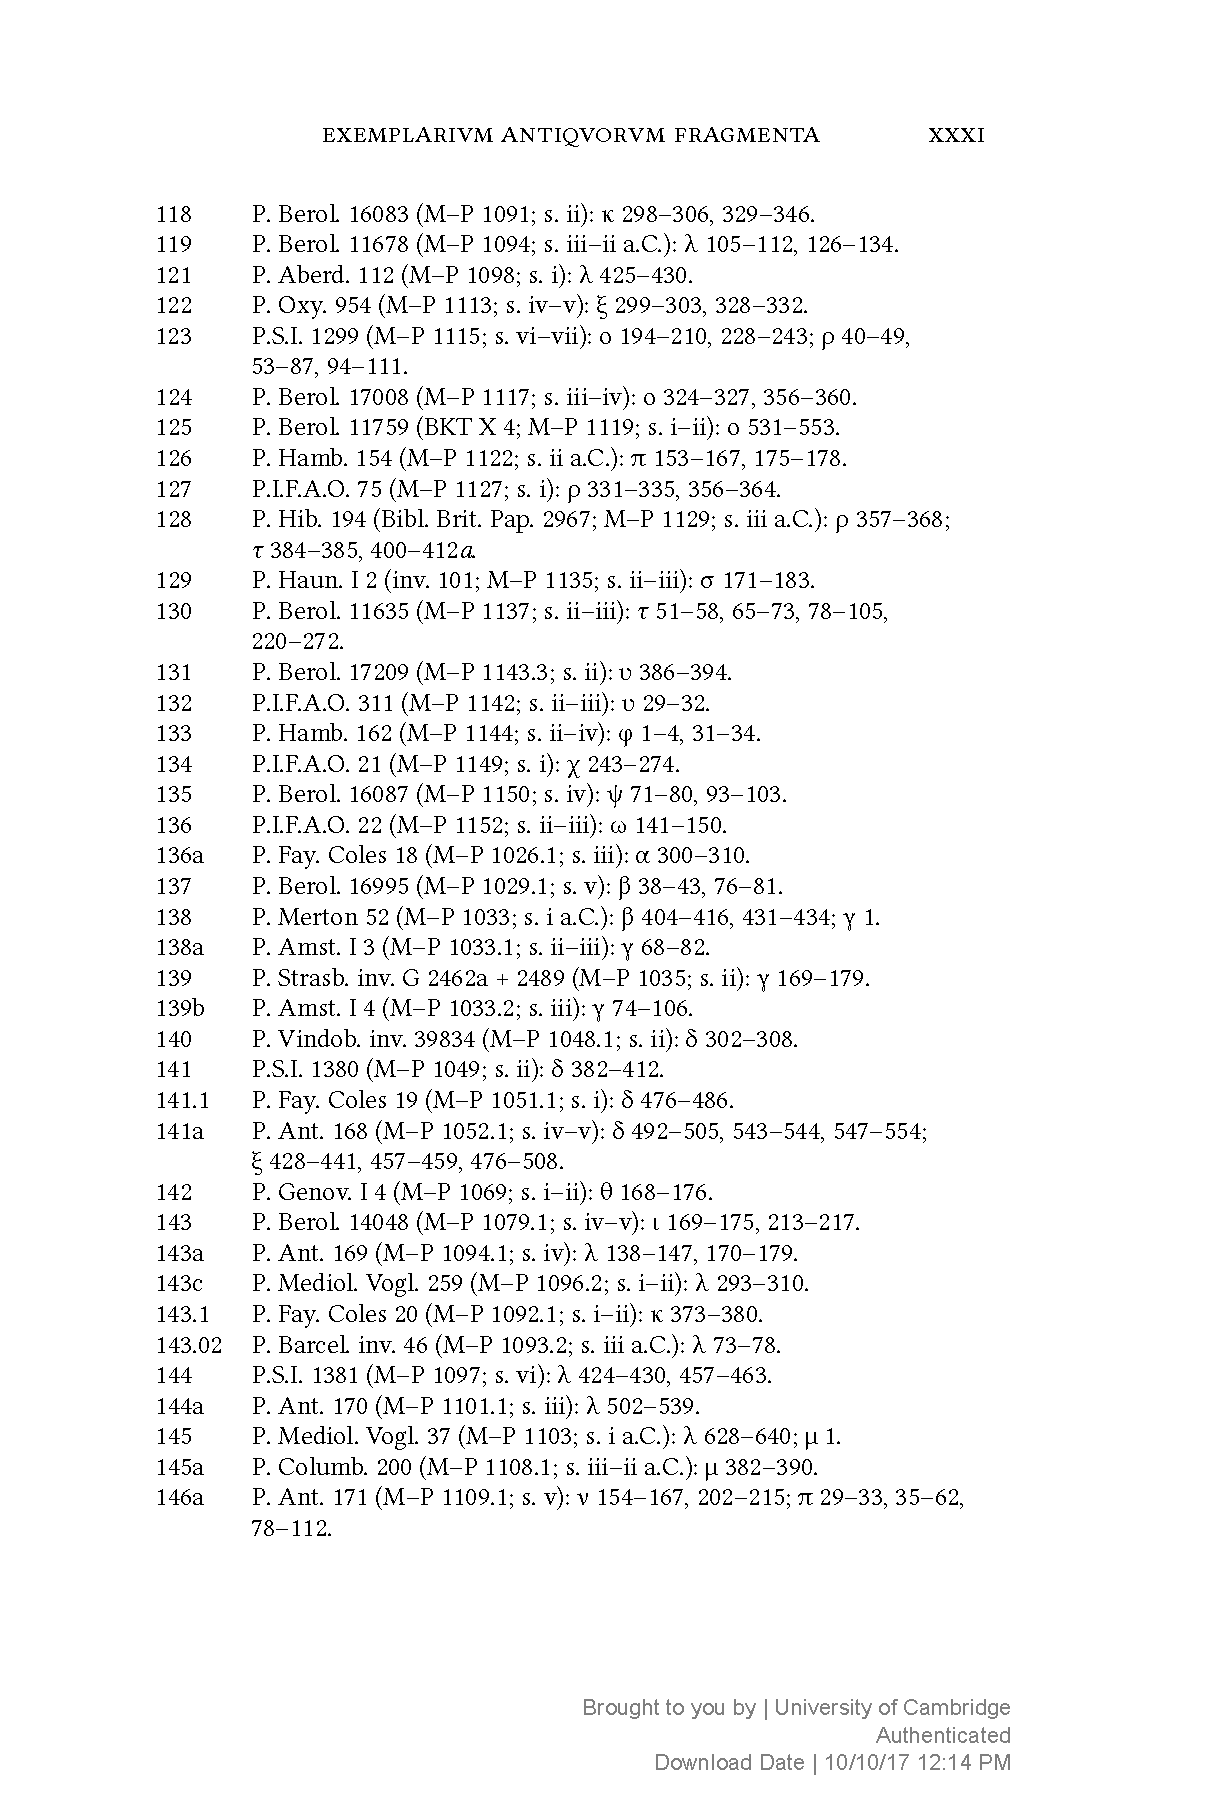 EXEMPLARIVM ANTIQVORVM FRAGMENTA XXXI
118 P. Berol. 16083 (M–P 1091; s. ii): κ 298–306, 329–346.
119 P. Berol. 11678 (M–P 1094; s. iii–ii a.C.): λ 105–112, 126–134.
121 P. Aberd. 112 (M–P 1098; s. i): λ 425–430.
122 P. Oxy. 954 (M–P 1113; s. iv–v): ξ 299–303, 328–332.
123 P.S.I. 1299 (M–P 1115; s. vi–vii): ο 194–210, 228–243; ρ 40–49,
53–87, 94–111.
124 P. Berol. 17008 (M–P 1117; s. iii–iv): ο 324–327, 356–360.
125 P. Berol. 11759 (BKT X 4; M–P 1119; s. i–ii): ο 531–553.
126 P. Hamb. 154 (M–P 1122; s. ii a.C.): π 153–167, 175–178.
127 P.I.F.A.O. 75 (M–P 1127; s. i): ρ 331–335, 356–364.
128 P. Hib. 194 (Bibl. Brit. Pap. 2967; M–P 1129; s. iii a.C.): ρ 357–368;
τ 384–385, 400–412a.
129 P. Haun. I 2 (inv. 101; M–P 1135; s. ii–iii): σ 171–183.
130 P. Berol. 11635 (M–P 1137; s. ii–iii): τ 51–58, 65–73, 78–105,
220–272.
131 P. Berol. 17209 (M–P 1143.3; s. ii): υ 386–394.
132 P.I.F.A.O. 311 (M–P 1142; s. ii–iii): υ 29–32.
133 P. Hamb. 162 (M–P 1144; s. ii–iv): φ 1–4, 31–34.
134 P.I.F.A.O. 21 (M–P 1149; s. i): χ 243–274.
135 P. Berol. 16087 (M–P 1150; s. iv): ψ 71–80, 93–103.
136 P.I.F.A.O. 22 (M–P 1152; s. ii–iii): ω 141–150.
136a P. Fay. Coles 18 (M–P 1026.1; s. iii): α 300–310.
137 P. Berol. 16995 (M–P 1029.1; s. v): β 38–43, 76–81.
138 P. Merton 52 (M–P 1033; s. i a.C.): β 404–416, 431–434; γ 1.
138a P. Amst. I 3 (M–P 1033.1; s. ii–iii): γ 68–82.
139 P. Strasb. inv. G 2462a + 2489 (M–P 1035; s. ii): γ 169–179.
139b P. Amst. I 4 (M–P 1033.2; s. iii): γ 74–106.
140 P. Vindob. inv. 39834 (M–P 1048.1; s. ii): δ 302–308.
141 P.S.I. 1380 (M–P 1049; s. ii): δ 382–412.
141.1 P. Fay. Coles 19 (M–P 1051.1; s. i): δ 476–486.
141a P. Ant. 168 (M–P 1052.1; s. iv–v): δ 492–505, 543–544, 547–554;
ξ 428–441, 457–459, 476–508.
142 P. Genov. I 4 (M–P 1069; s. i–ii): θ 168–176.
143 P. Berol. 14048 (M–P 1079.1; s. iv–v): ι 169–175, 213–217.
143a P. Ant. 169 (M–P 1094.1; s. iv): λ 138–147, 170–179.
143c P. Mediol. Vogl. 259 (M–P 1096.2; s. i–ii): λ 293–310.
143.1 P. Fay. Coles 20 (M–P 1092.1; s. i–ii): κ 373–380.
143.02 P. Barcel. inv. 46 (M–P 1093.2; s. iii a.C.): λ 73–78.
144 P.S.I. 1381 (M–P 1097; s. vi): λ 424–430, 457–463.
144a P. Ant. 170 (M–P 1101.1; s. iii): λ 502–539.
145 P. Mediol. Vogl. 37 (M–P 1103; s. i a.C.): λ 628–640; μ 1.
145a P. Columb. 200 (M–P 1108.1; s. iii–ii a.C.): μ 382–390.
146a P. Ant. 171 (M–P 1109.1; s. v): ν 154–167, 202–215; π 29–33, 35–62,
78–112.
Brought to you by | University of Cambridge
Authenticated
Download Date | 10/10/17 12:14 PM